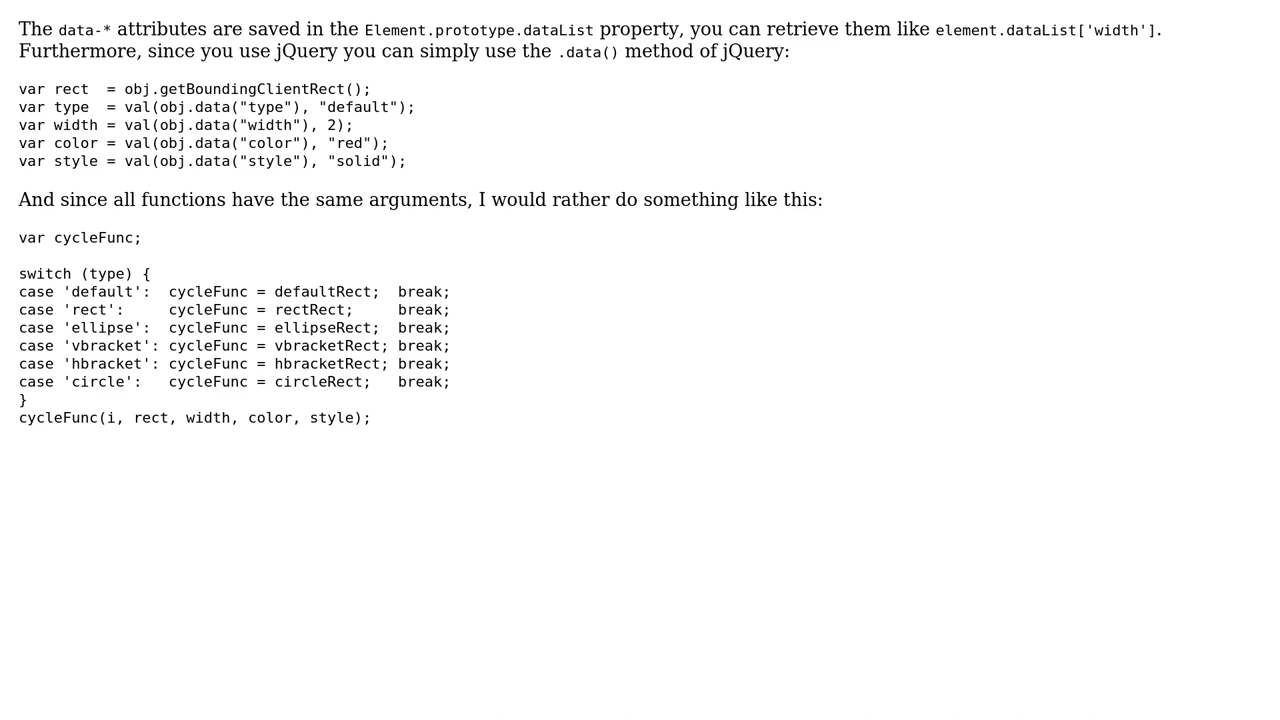 The data-* attributes are saved in the Element.prototype.dataList property, you can retrieve them like element.dataList['width'].
Furthermore, since you use jQuery you can simply use the .data() method of jQuery:
var rect  = obj.getBoundingClientRect();
var type  = val(obj.data("type"), "default");
var width = val(obj.data("width"), 2);
var color = val(obj.data("color"), "red");
var style = val(obj.data("style"), "solid");
And since all functions have the same arguments, I would rather do something like this:
var cycleFunc;
switch (type) {
case 'default':  cycleFunc = defaultRect;  break;
case 'rect':     cycleFunc = rectRect;     break;
case 'ellipse':  cycleFunc = ellipseRect;  break;
case 'vbracket': cycleFunc = vbracketRect; break;
case 'hbracket': cycleFunc = hbracketRect; break;
case 'circle':   cycleFunc = circleRect;   break;
}
cycleFunc(i, rect, width, color, style);